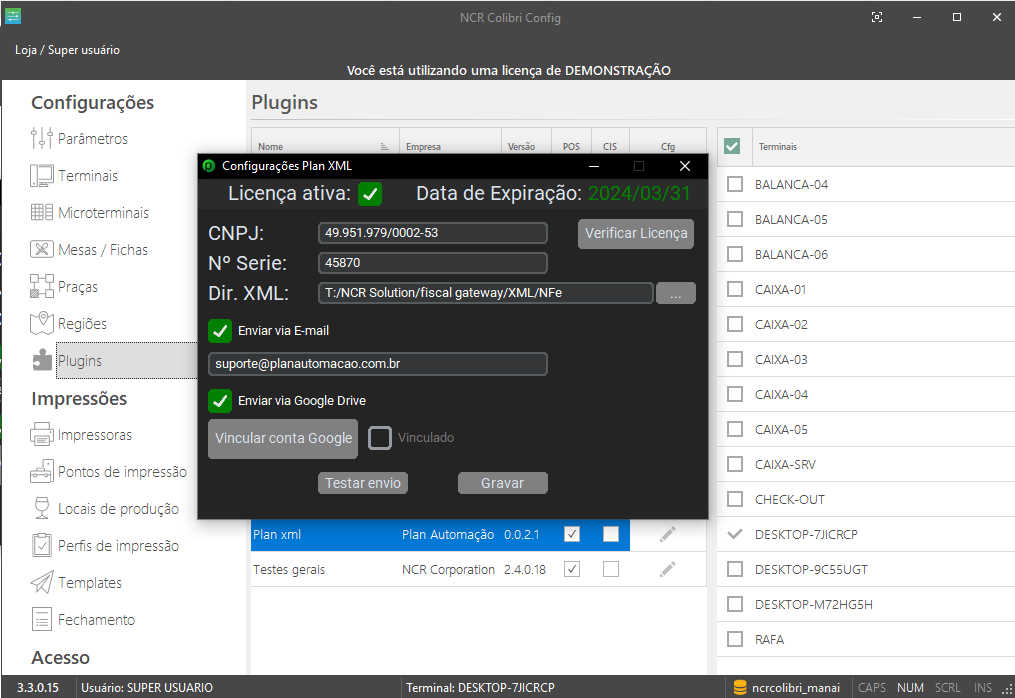 NCR Colibri Config
Loja / Super usuário
Você está utilizando uma licença de DEMONSTRAÇÃO
Configurações
Parâmetros
Terminais
Microterminais
Mesas / Fichas
Praças
Regiões
Plugins
Impressões
Impressoras
Pontos de impressão
Locais de produção
Perfis de impressão
Templates
Fechamento
Acesso
Plugins
Nome Empresa Versão POS CIS Cfg
Configurações Plan XML
Licença ativa: Data de Expiração: 2024/03/31
CNPJ: 49.951.979/0002-53 Verificar Licença
Nº Serie: 45870
Dir. XML: T:/NCR Solution/fiscal gateway/XML/NFe ...
Enviar via E-mail
suporte@planautomacao.com.br
Enviar via Google Drive
Vincular conta Google Vinculado
Testar envio Gravar
Plan xml Plan Automação 0.0.2.1
Testes gerais NCR Corporation 2.4.0.18
Terminais
BALANCA-04
BALANCA-05
BALANCA-06
CAIXA-01
CAIXA-02
CAIXA-03
CAIXA-04
CAIXA-05
CAIXA-SRV
CHECK-OUT
DESKTOP-7JICRCP
DESKTOP-9C55UGT
DESKTOP-M72HG5H
RAFA
3.3.0.15 Usuário: SUPER USUARIO Terminal: DESKTOP-7JICRCP ncrcolibri_manai CAPS NUM SCRL INS